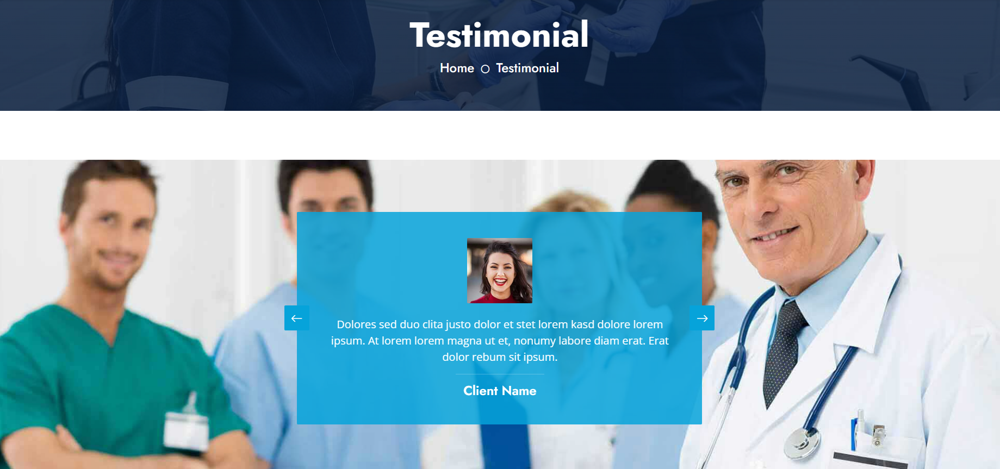 Testimonial
Home Testimonial
Dolores sed duo clita justo dolor et stet lorem kasd dolore lorem
ipsum. At lorem lorem magna ut et, nonumy labore diam erat. Erat
dolor rebum sit ipsum.
Client Name